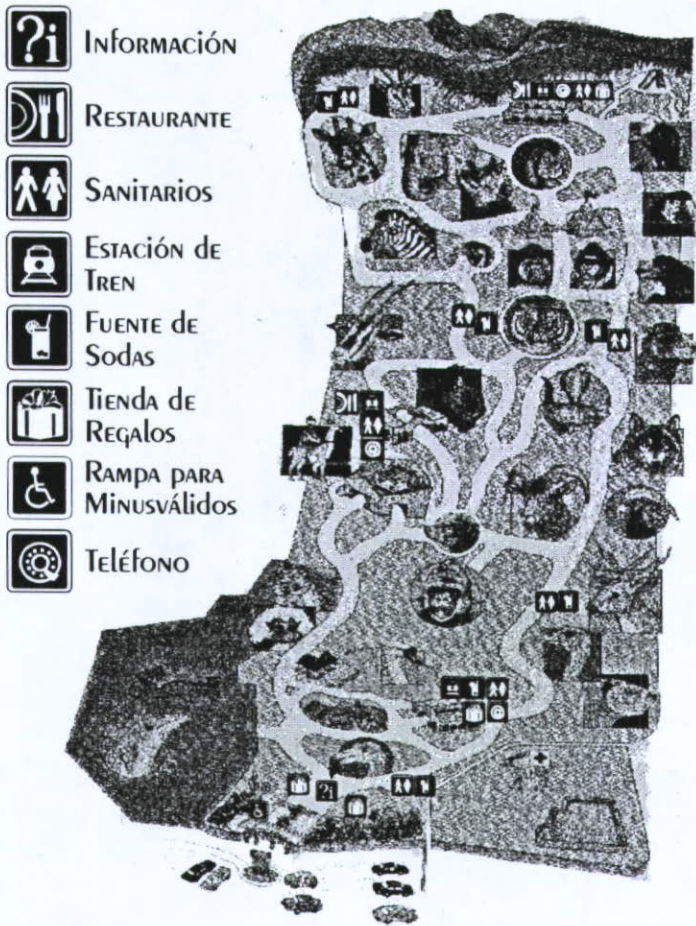 ?i Información
Restaurante
Sanitarios
Estación de
Tren
Fuente de
Sodas
Tienda de
Regalos
Rampa para
Minusválidos
Teléfono
?i